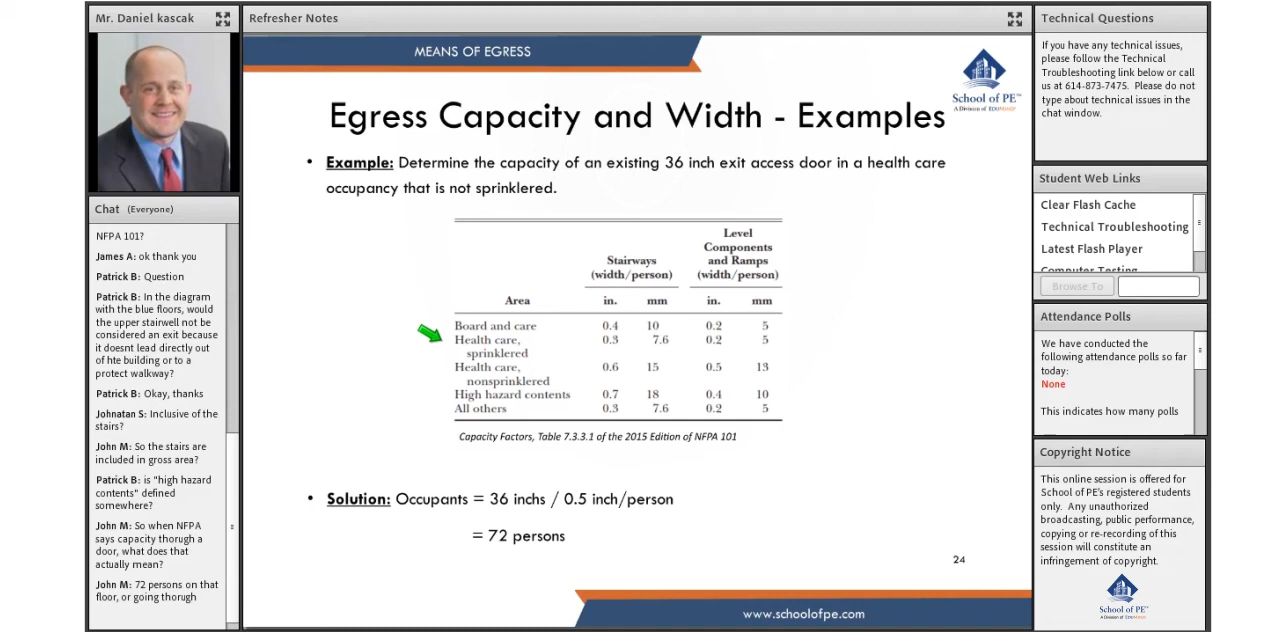 Mr. Daniel kascak
Chat (Everyone)
NFPA 101?
James A: ok thank you
Patrick B: Question
Patrick B: In the diagram
with the blue floors, would
the upper stairwell not be
considered an exit because
it doesnt lead directly out
of hte building or to a
protect walkway?
Patrick B: Okay, thanks
Johnatan S: Inclusive of the
stairs?
John M: So the stairs are
included in gross area?
Patrick B: is "high hazard
contents" defined
somewhere?
John M: So when NFPA
says capacity thorugh a
door, what does that
actually mean?
John M: 72 persons on that
floor, or going thorugh
Refresher Notes
MEANS OF EGRESS
School of PE™
A Division of EDUMIND
Egress Capacity and Width - Examples
• Example: Determine the capacity of an existing 36 inch exit access door in a health care
occupancy that is not sprinklered.
Level
Components
Stairways and Ramps
(width/person) (width/person)
Area in. mm in. mm
Board and care 0.4 10 0.2 5
Health care, 0.3 7.6 0.2 5
sprinklered
Health care, 0.6 15 0.5 13
nonsprinklered
High hazard contents 0.7 18 0.4 10
All others 0.3 7.6 0.2 5
Capacity Factors, Table 7.3.3.1 of the 2015 Edition of NFPA 101
• Solution: Occupants = 36 inchs / 0.5 inch/person
= 72 persons
24
www.schoolofpe.com
Technical Questions
If you have any technical issues,
please follow the Technical
Troubleshooting link below or call
us at 614-873-7475. Please do not
type about technical issues in the
chat window.
Student Web Links
Clear Flash Cache
Technical Troubleshooting
Latest Flash Player
Computer Testing
Browse To
Attendance Polls
We have conducted the
following attendance polls so far
today:
None
This indicates how many polls
Copyright Notice
This online session is offered for
School of PE's registered students
only. Any unauthorized
broadcasting, public performance,
copying or re-recording of this
session will constitute an
infringement of copyright.
School of PE™
A Division of EDUMIND